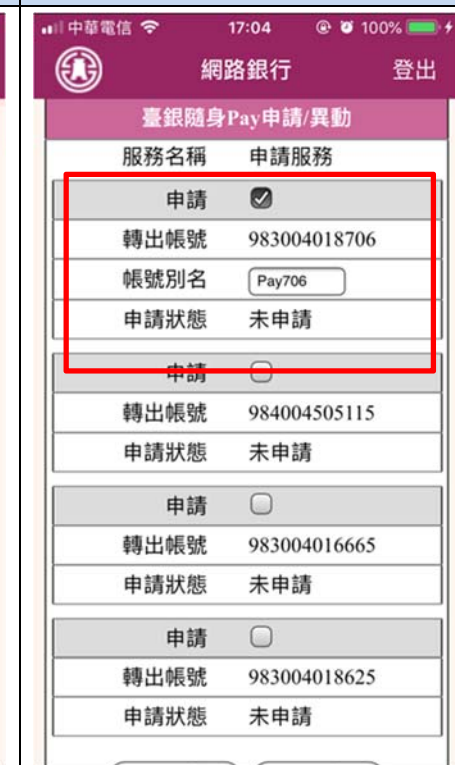 中華電信 17:04 100%
網路銀行 登出
臺銀隨身Pay申請/異動
服務名稱 申請服務
申請
轉出帳號 983004018706
帳號別名 Pay706
申請狀態 未申請
申請
轉出帳號 984004505115
申請狀態 未申請
申請
轉出帳號 983004016665
申請狀態 未申請
申請
轉出帳號 983004018625
申請狀態 未申請